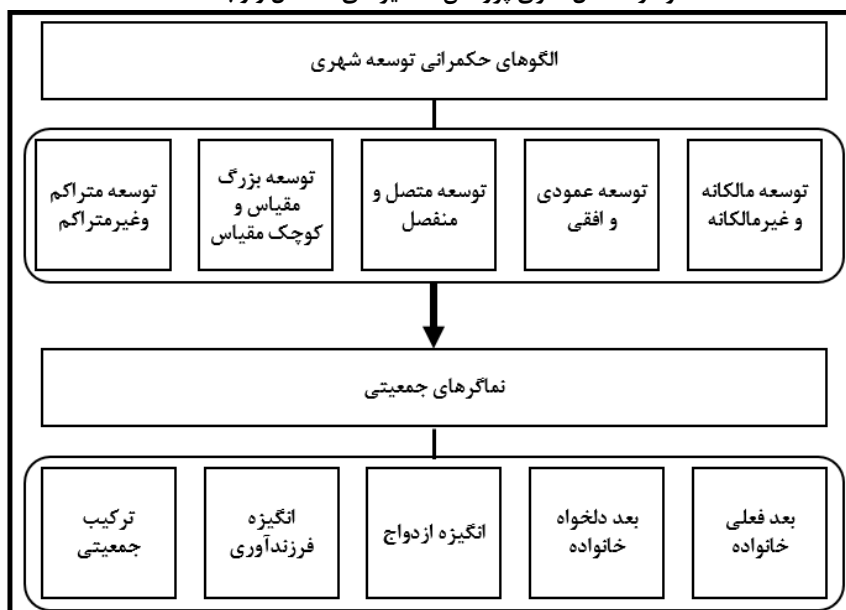 الگوهای حکمرانی توسعه شهری
توسعه مالکانه
و غیرمالکانه
توسعه عمودی
و افقی
توسعه متصل و
منفصل
توسعه بزرگ
مقیاس و
کوچک مقیاس
توسعه متراکم
وغیرمتراکم
نماگرهای جمعیتی
بعد فعلی
خانواده
بعد دلخواه
خانواده
انگیزه ازدواج
انگیزه
فرزندآوری
ترکیب
جمعیتی